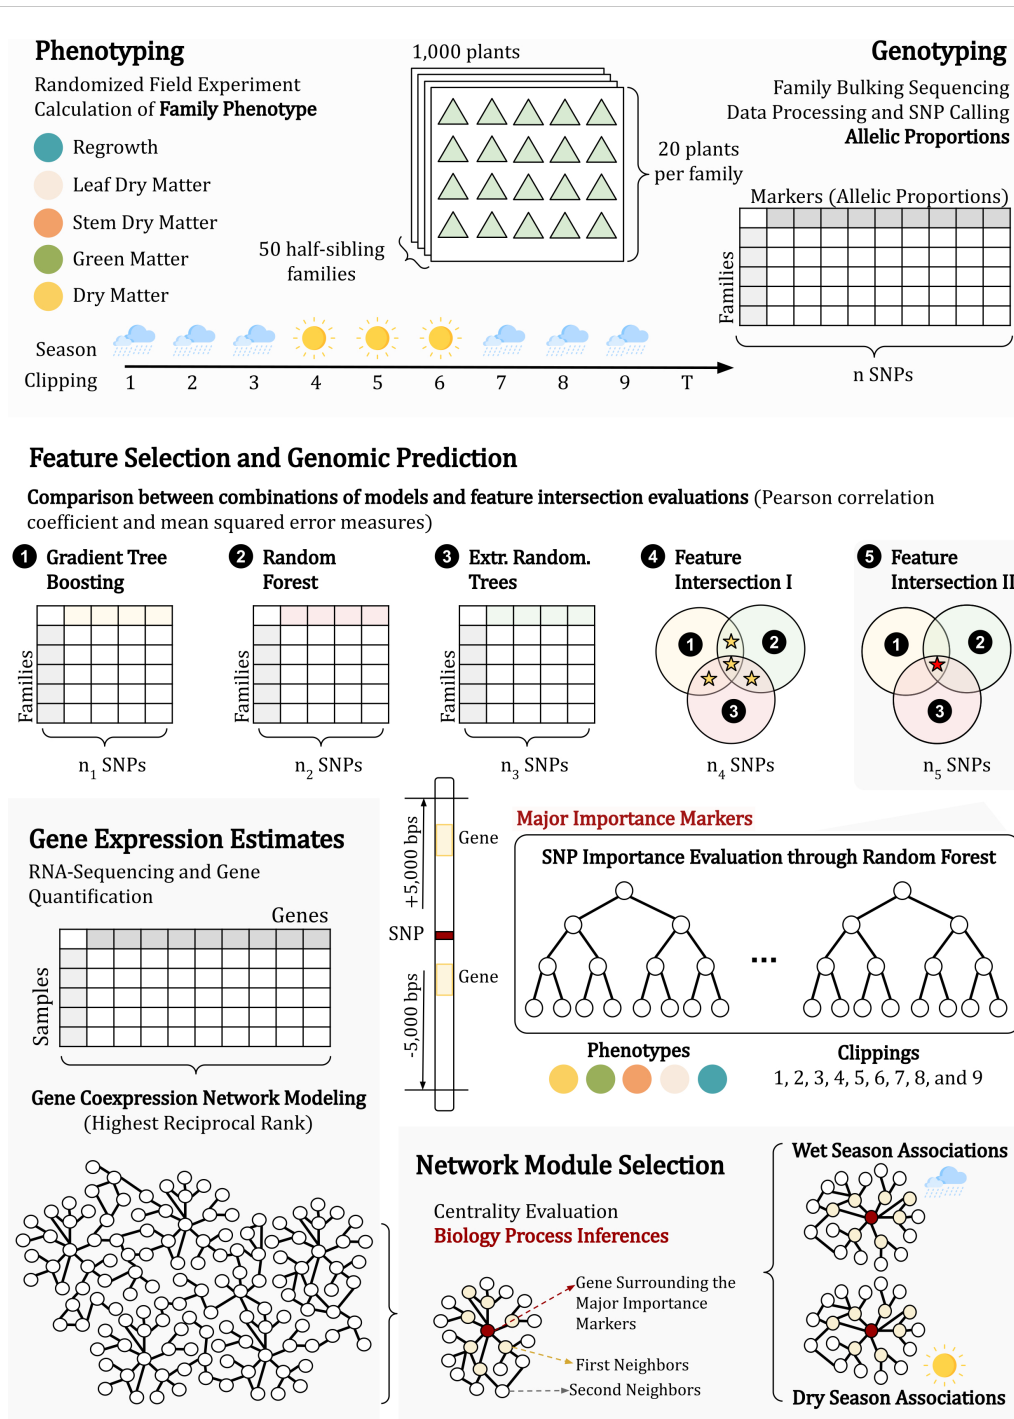 Phenotyping
Randomized Field Experiment
Calculation of Family Phenotype
Regrowth
Leaf Dry Matter
Stem Dry Matter
Green Matter
Dry Matter
1,000 plants
20 plants
per family
50 half-sibling
families
Genotyping
Family Bulking Sequencing
Data Processing and SNP Calling
Allelic Proportions
Markers (Allelic Proportions)
Families
n SNPs
Season
Clipping 1 2 3 4 5 6 7 8 9 T
Feature Selection and Genomic Prediction
Comparison between combinations of models and feature intersection evaluations (Pearson correlation
coefficient and mean squared error measures)
1 Gradient Tree
Boosting
Families
n1 SNPs
2 Random
Forest
Families
n2 SNPs
3 Extr. Random.
Trees
Families
n3 SNPs
4 Feature
Intersection I
1 2
3
n4 SNPs
5 Feature
Intersection II
1 2
3
n5 SNPs
Gene Expression Estimates
RNA-Sequencing and Gene
Quantification
Genes
Samples
Gene Coexpression Network Modeling
(Highest Reciprocal Rank)
+5,000 bps
Gene
SNP
Gene
-5,000 bps
Major Importance Markers
SNP Importance Evaluation through Random Forest
...
Phenotypes
Clippings
1, 2, 3, 4, 5, 6, 7, 8, and 9
Network Module Selection
Centrality Evaluation
Biology Process Inferences
Gene Surrounding the
Major Importance
Markers
First Neighbors
Second Neighbors
Wet Season Associations
Dry Season Associations